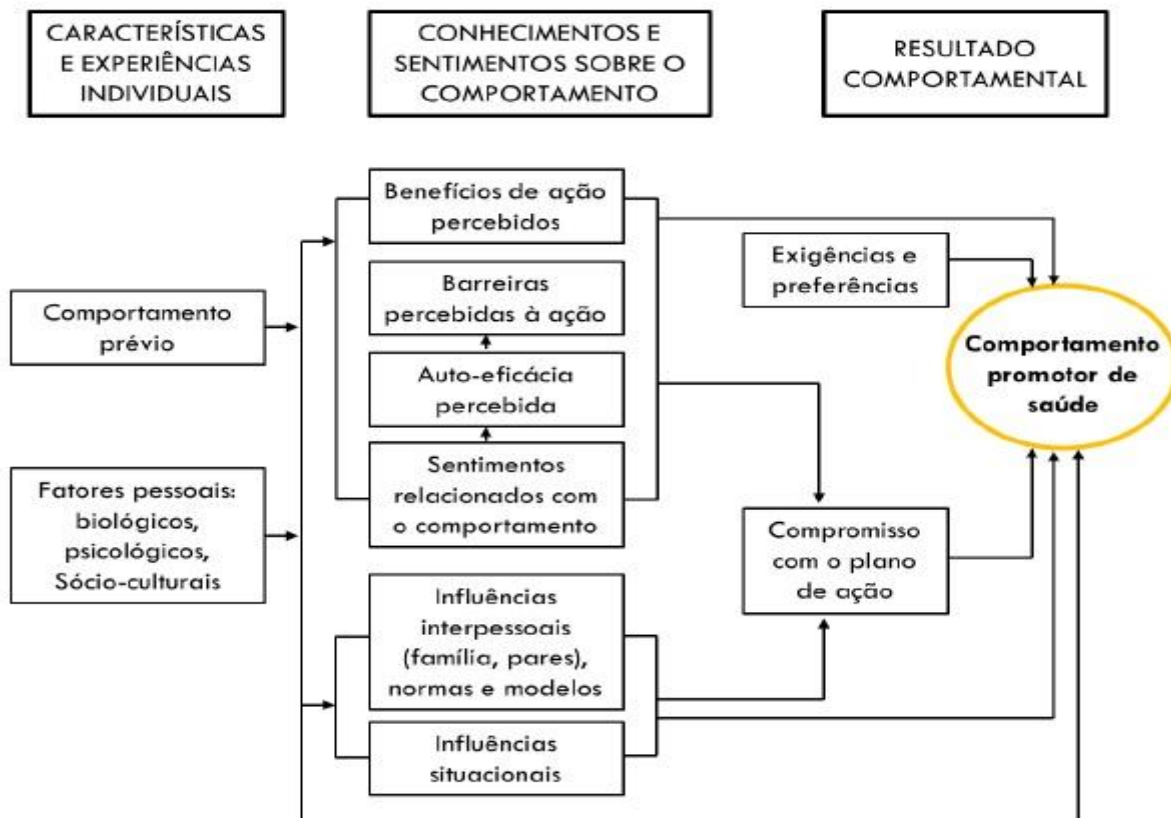 CARACTERÍSTICAS
E EXPERIÊNCIAS
INDIVIDUAIS
CONHECIMENTOS E
SENTIMENTOS SOBRE O
COMPORTAMENTO
RESULTADO
COMPORTAMENTAL
Comportamento
prévio
Fatores pessoais:
biológicos,
psicológicos,
Sócio-culturais
Benefícios de ação
percebidos
Barreiras
percebidas à ação
Auto-eficácia
percebida
Sentimentos
relacionados com
o comportamento
Influências
interpessoais
(família, pares),
normas e modelos
Influências
situacionais
Exigências e
preferências
Compromisso
com o plano
de ação
Comportamento
promotor de
saúde